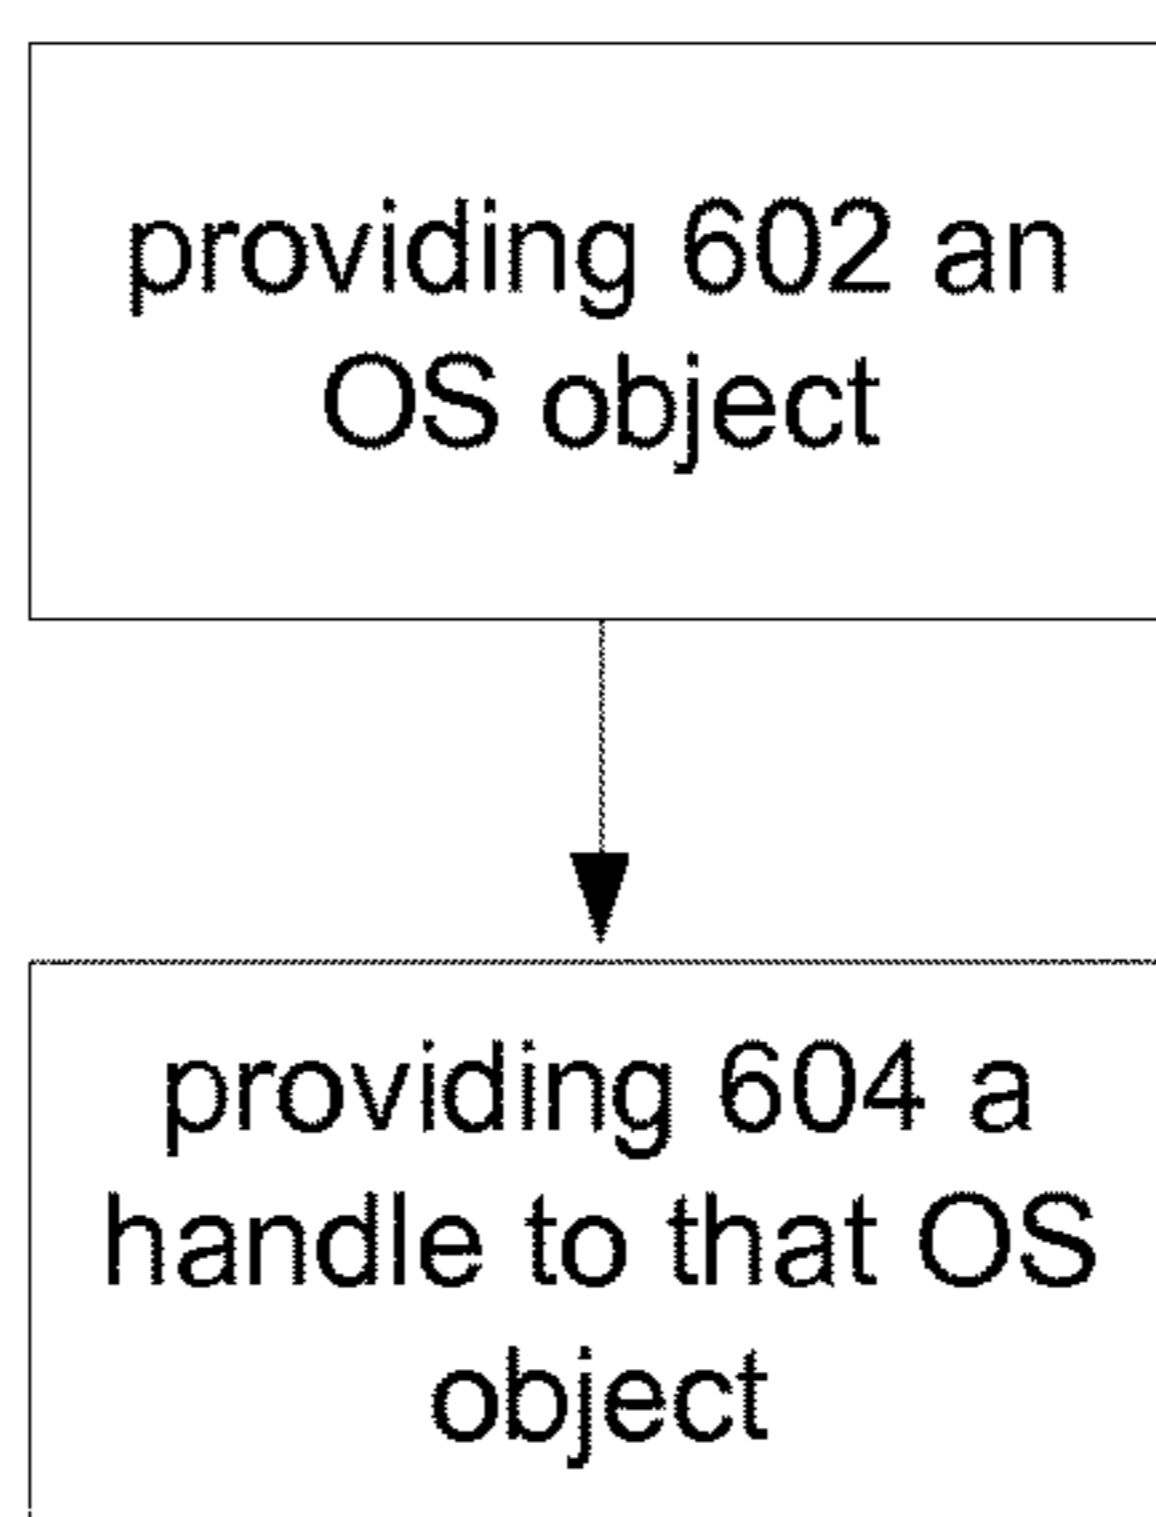 providing 602 an
OS object
providing 604 a
handle to that OS
object